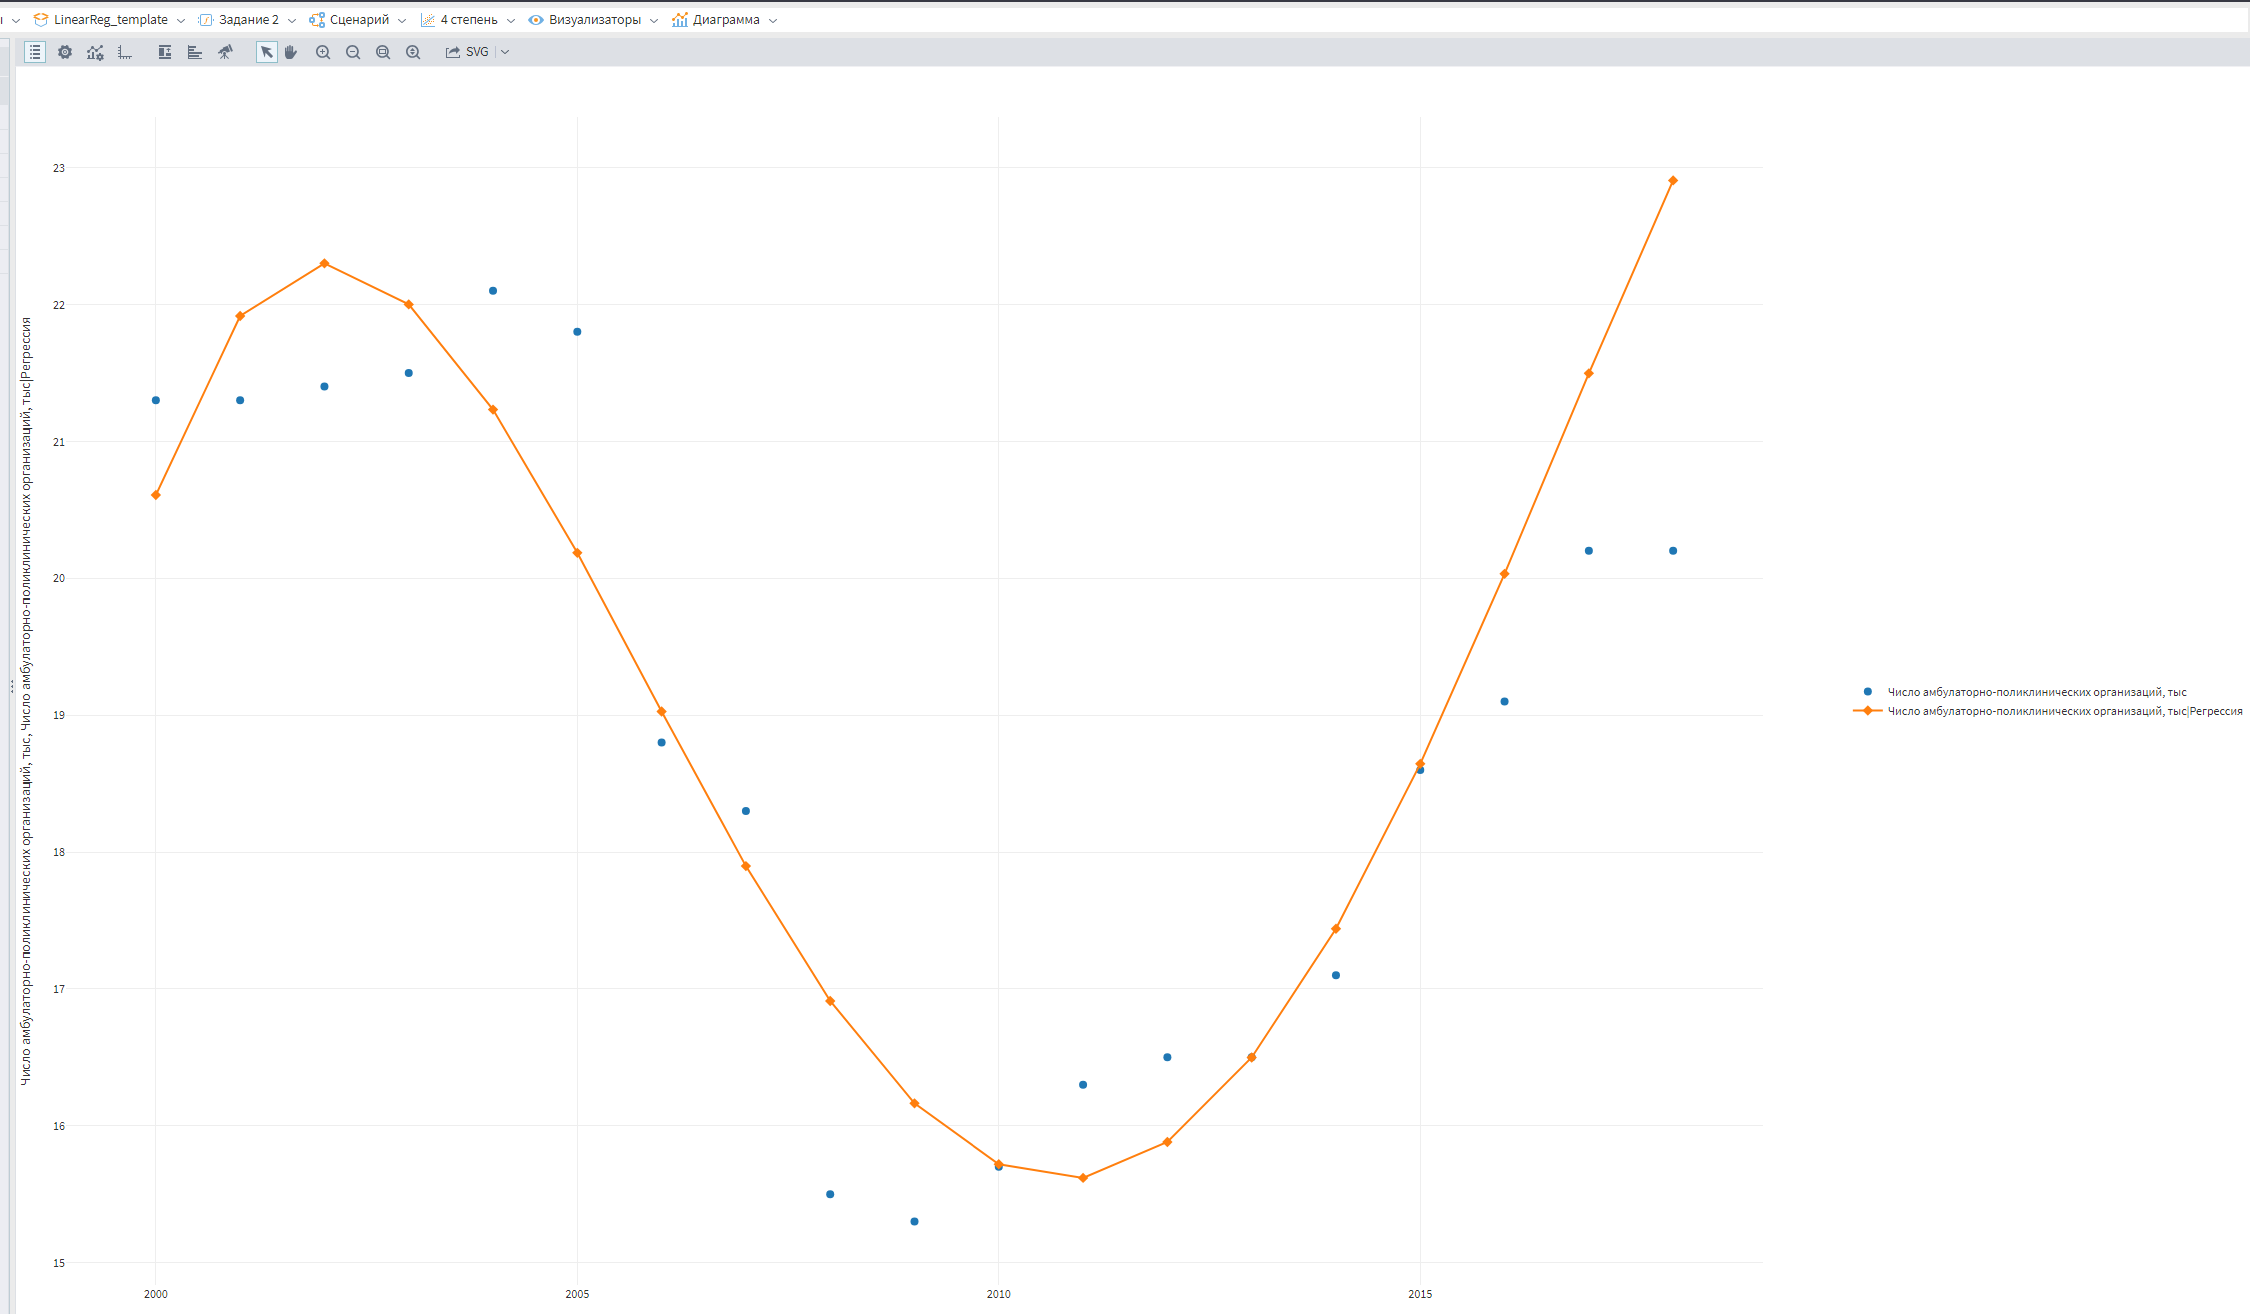 LinearReg_template
Задание 2
Сценарий
4 степень
Визуализаторы
Диаграмма
SVG
Число амбулаторно-поликлинических организаций, тыс, Число амбулаторно-поликлинических организаций, тыс|Регрессия
23
22
21
20
19
18
17
16
15
2000
2005
2010
2015
Число амбулаторно-поликлинических организаций, тыс
Число амбулаторно-поликлинических организаций, тыс|Регрессия